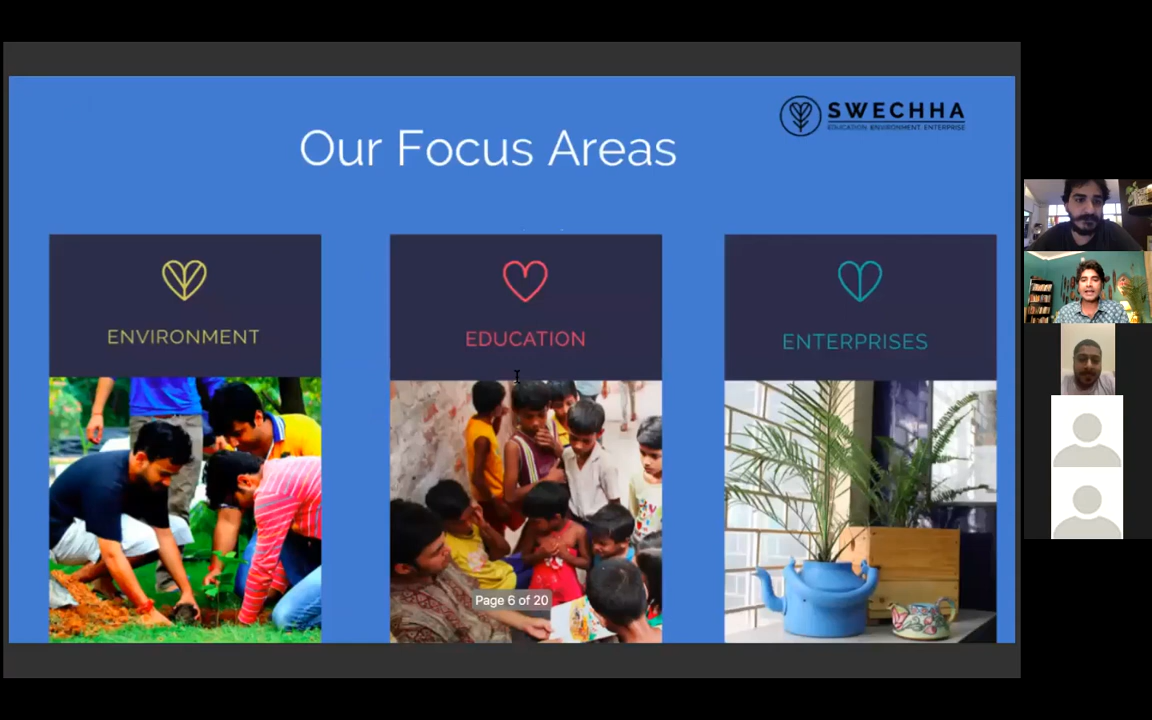 SWECHHA
EDUCATION. ENVIRONMENT. ENTERPRISE
Our Focus Areas
ENVIRONMENT
EDUCATION
ENTERPRISES
Page 6 of 20